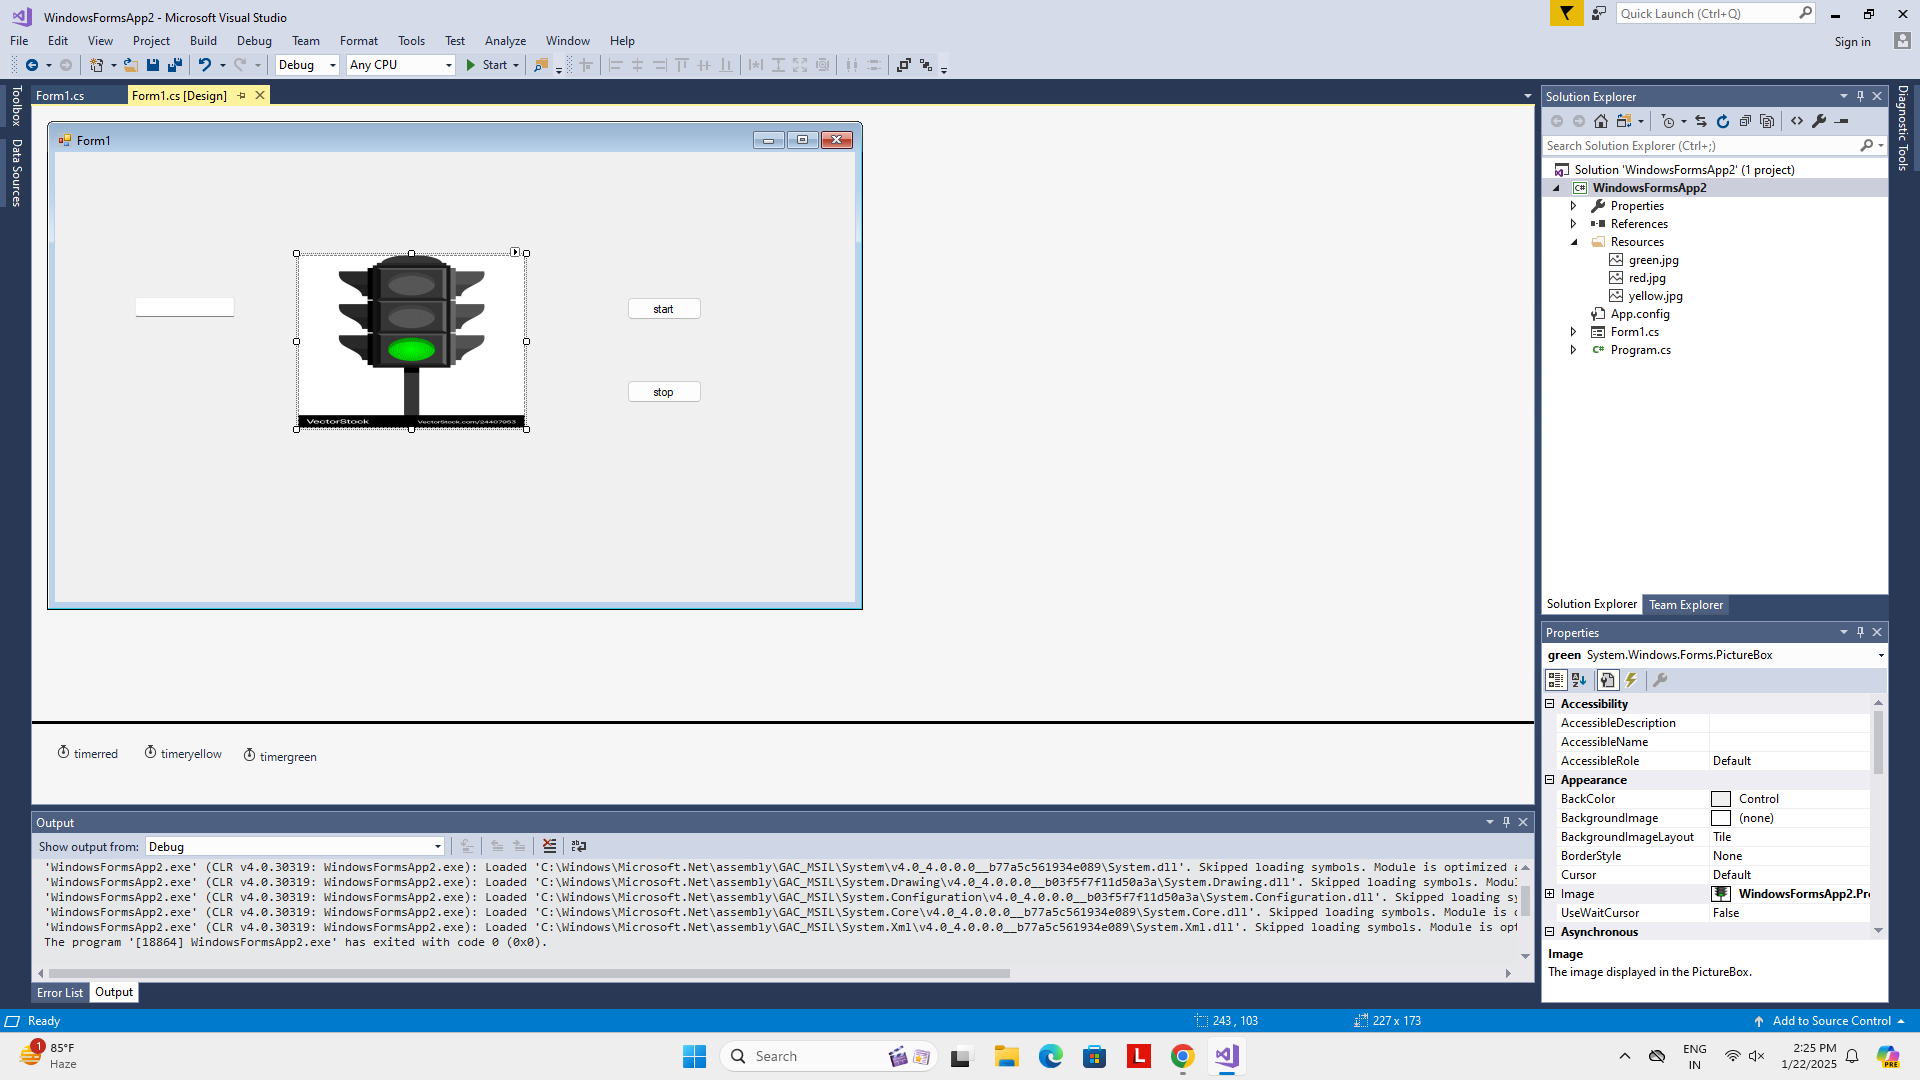 WindowsFormsApp2 - Microsoft Visual Studio
Quick Launch (Ctrl+Q)
File Edit View Project Build Debug Team Format Tools Test Analyze Window Help
Sign in
Debug Any CPU Start
Form1.cs Form1.cs [Design]
Toolbox
Data Sources
Form1
start
stop
VectorStock VectorStock.com/24407953
timerred timeryellow timergreen
Solution Explorer
Search Solution Explorer (Ctrl+;)
Solution 'WindowsFormsApp2' (1 project)
C# WindowsFormsApp2
Properties
References
Resources
green.jpg
red.jpg
yellow.jpg
App.config
Form1.cs
C# Program.cs
Solution Explorer Team Explorer
Diagnostic Tools
Properties
green System.Windows.Forms.PictureBox
Accessibility
AccessibleDescription
AccessibleName
AccessibleRole Default
Appearance
BackColor Control
BackgroundImage (none)
BackgroundImageLayout Tile
BorderStyle None
Cursor Default
Image WindowsFormsApp2.Pr
UseWaitCursor False
Asynchronous
Image
The image displayed in the PictureBox.
Output
Show output from: Debug
'WindowsFormsApp2.exe' (CLR v4.0.30319: WindowsFormsApp2.exe): Loaded 'C:\Windows\Microsoft.Net\assembly\GAC_MSIL\System\v4.0_4.0.0.0__b77a5c561934e089\System.dll'. Skipped loading symbols. Module is optimized
'WindowsFormsApp2.exe' (CLR v4.0.30319: WindowsFormsApp2.exe): Loaded 'C:\Windows\Microsoft.Net\assembly\GAC_MSIL\System.Drawing\v4.0_4.0.0.0__b03f5f7f11d50a3a\System.Drawing.dll'. Skipped loading symbols. Modu
'WindowsFormsApp2.exe' (CLR v4.0.30319: WindowsFormsApp2.exe): Loaded 'C:\Windows\Microsoft.Net\assembly\GAC_MSIL\System.Configuration\v4.0_4.0.0.0__b03f5f7f11d50a3a\System.Configuration.dll'. Skipped loading sy
'WindowsFormsApp2.exe' (CLR v4.0.30319: WindowsFormsApp2.exe): Loaded 'C:\Windows\Microsoft.Net\assembly\GAC_MSIL\System.Core\v4.0_4.0.0.0__b77a5c561934e089\System.Core.dll'. Skipped loading symbols. Module is
'WindowsFormsApp2.exe' (CLR v4.0.30319: WindowsFormsApp2.exe): Loaded 'C:\Windows\Microsoft.Net\assembly\GAC_MSIL\System.Xml\v4.0_4.0.0.0__b77a5c561934e089\System.Xml.dll'. Skipped loading symbols. Module is opt
The program '[18864] WindowsFormsApp2.exe' has exited with code 0 (0x0).
Error List Output
Ready 243 , 103 227 x 173 Add to Source Control
1
85°F
Haze
Search
L
PRE
ENG
IN
2:25 PM
1/22/2025